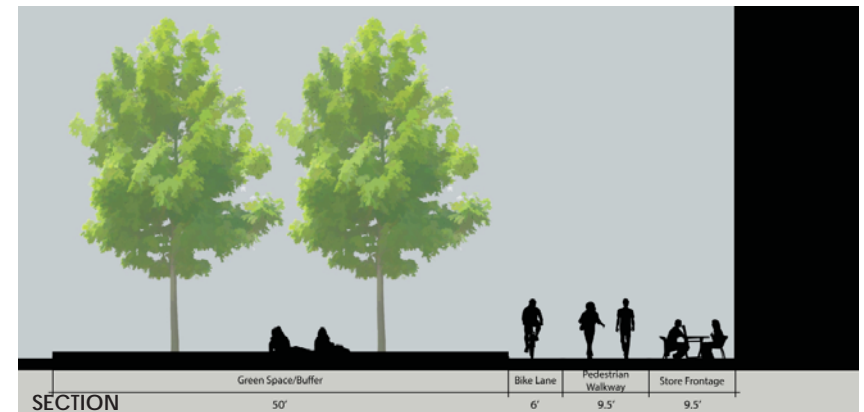 Green Space/Buffer
Bike Lane
Pedestrian
Walkway
Store Frontage
SECTION
50'
6'
9.5'
9.5'